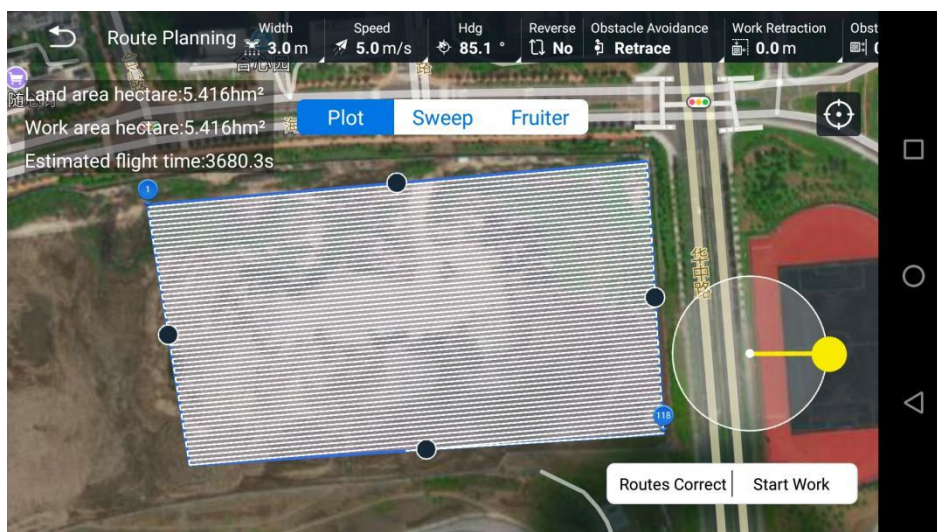 Route Planning
Width
3.0 m
Speed
5.0 m/s
Hdg
85.1 °
Reverse
No
Obstacle Avoidance
Retrace
Work Retraction
0.0 m
Obst
Land area hectare:5.416hm²
Work area hectare:5.416hm²
Estimated flight time:3680.3s
Plot
Sweep
Fruiter
路
1
118
Routes Correct
Start Work